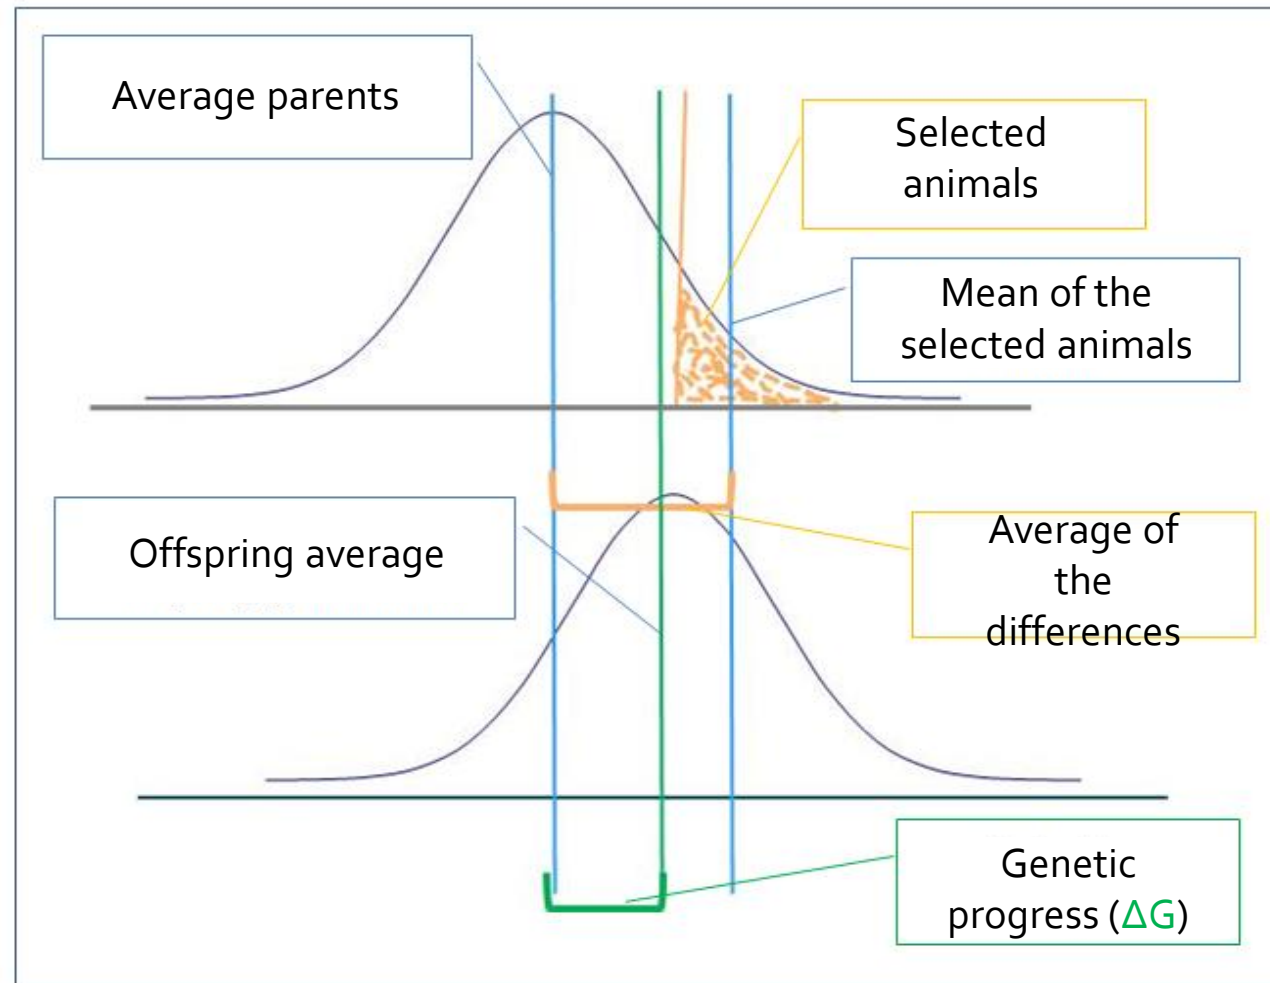 Average parents
Selected
animals
Mean of the
selected animals
Offspring average
Average of
the
differences
Genetic
progress (ΔG)